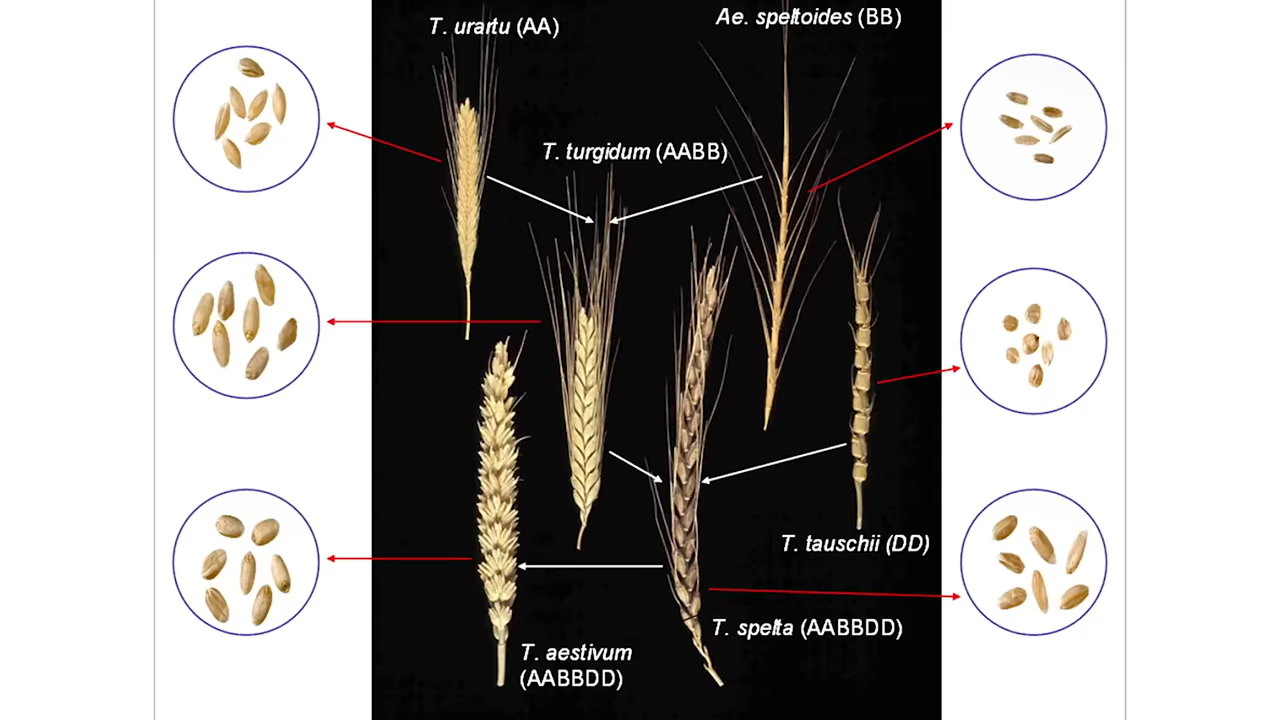 T. urartu (AA)
Ae. speltoides (BB)
T. turgidum (AABB)
T. tauschii (DD)
T. spelta (AABBDD)
T. aestivum
(AABBDD)